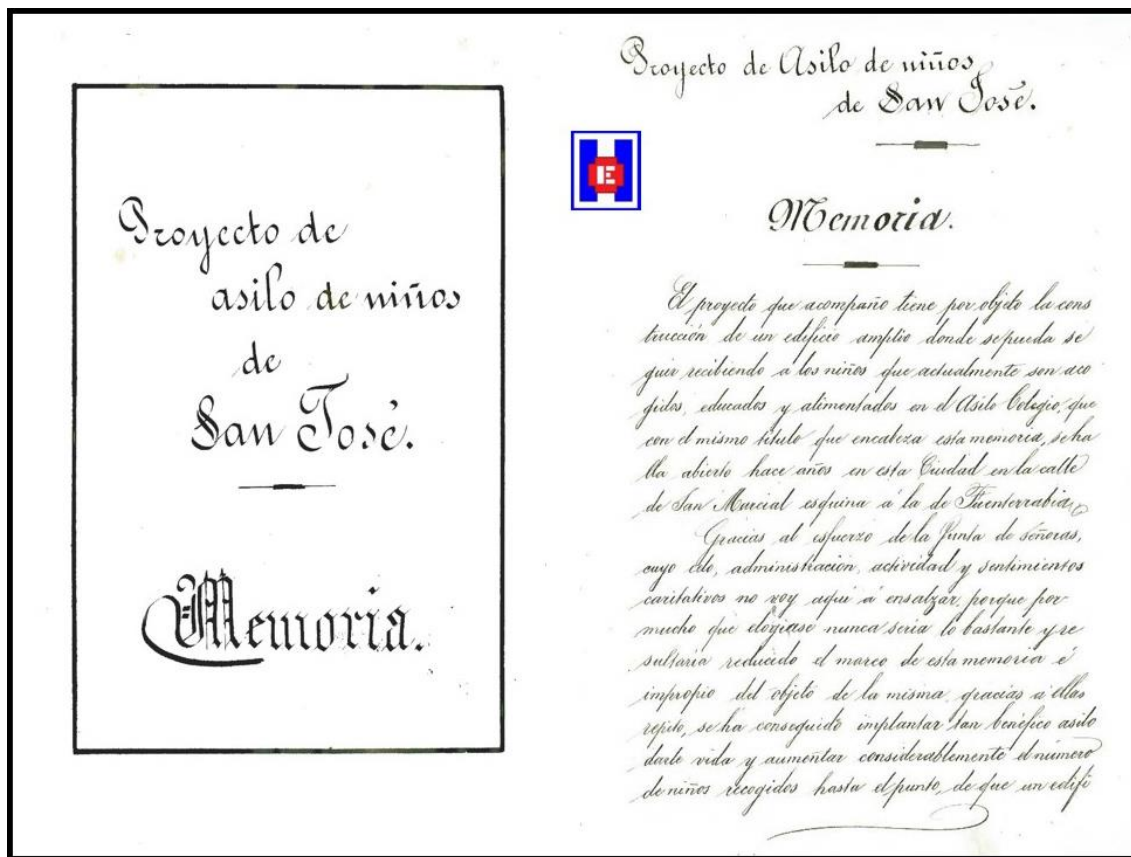 Proyecto de
asilo de niños
de
San José.
Memoria.
Proyecto de Asilo de niños
de San José.
H
E
Memoria.
El proyecto que acompaño tiene por objeto la cons
trucción de un edificio amplio donde se pueda se
guir recibiendo a los niños que actualmente son aco
gidos, educados y alimentados en el Asilo Colegio, que
con el mismo título que encabeza esta memoria, se ha
lla abierto hace años en esta Ciudad en la calle
de San Marcial esquina á la de Fuenterrabia.
Gracias al esfuerzo de la Junta de señoras,
cuyo celo, administración, actividad y sentimientos
caritativos no voy aquí á ensalzar, porque por
mucho que elogiase nunca seria lo bastante y re
sultaria reducido el marco de esta memoria é
impropio del objeto de la misma, gracias a ellas
repito, se ha conseguido implantar tan benéfico asilo
darle vida y aumentar considerablemente el número
de niños recogidos hasta el punto, de que un edifi